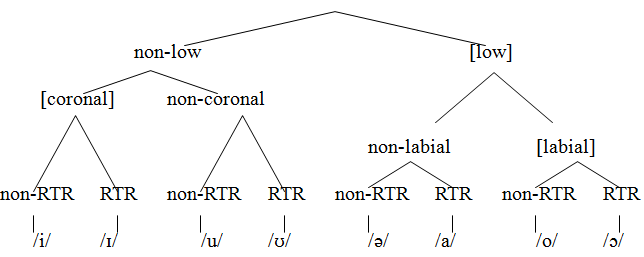 non-low [low]
[coronal] non-coronal
non-labial [labial]
non-RTR RTR non-RTR RTR non-RTR RTR non-RTR RTR
/i/ /ɪ/ /u/ /ʊ/ /ə/ /a/ /o/ /ɔ/